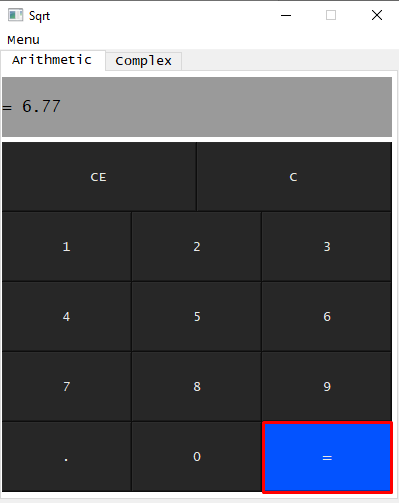 Sqrt
Menu
Arithmetic Complex
= 6.77
CE C
1 2 3
4 5 6
7 8 9
. 0 =